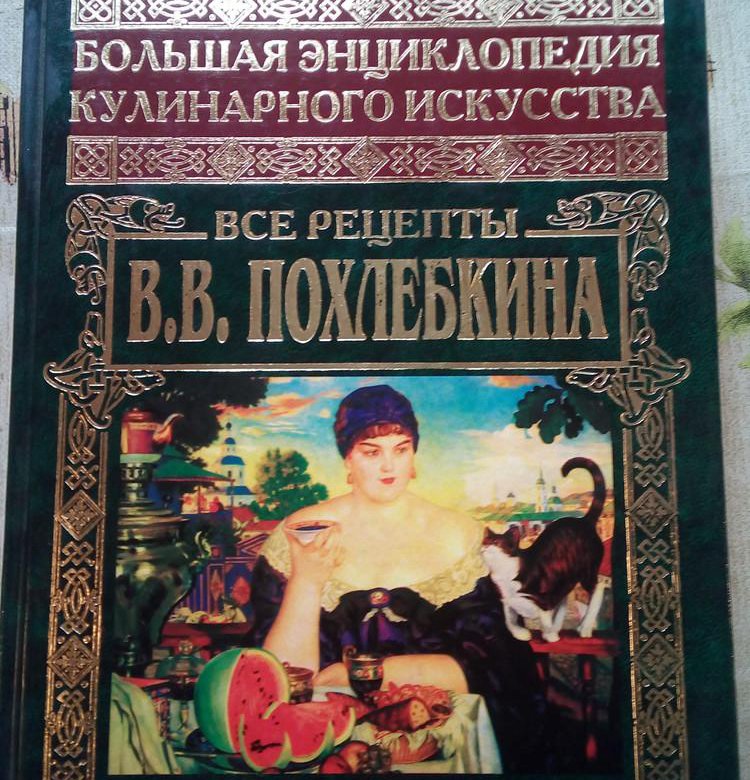 БОЛЬШАЯ ЭНЦИКЛОПЕДИЯ
КУЛИНАРНОГО ИСКУССТВА
ВСЕ РЕЦЕПТЫ
В.В. ПОХЛЕБКИНА